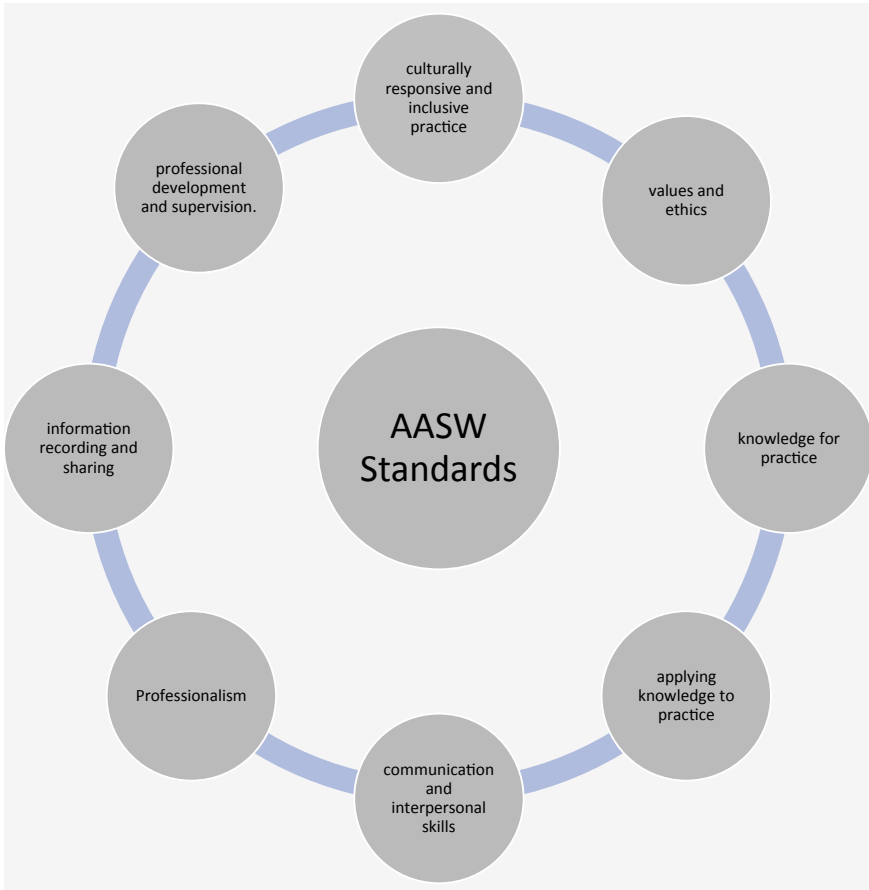 culturally
responsive and
inclusive
practice
values and
ethics
knowledge for
practice
applying
knowledge to
practice
communication
and
interpersonal
skills
Professionalism
information
recording and
sharing
professional
development
and supervision.
AASW
Standards